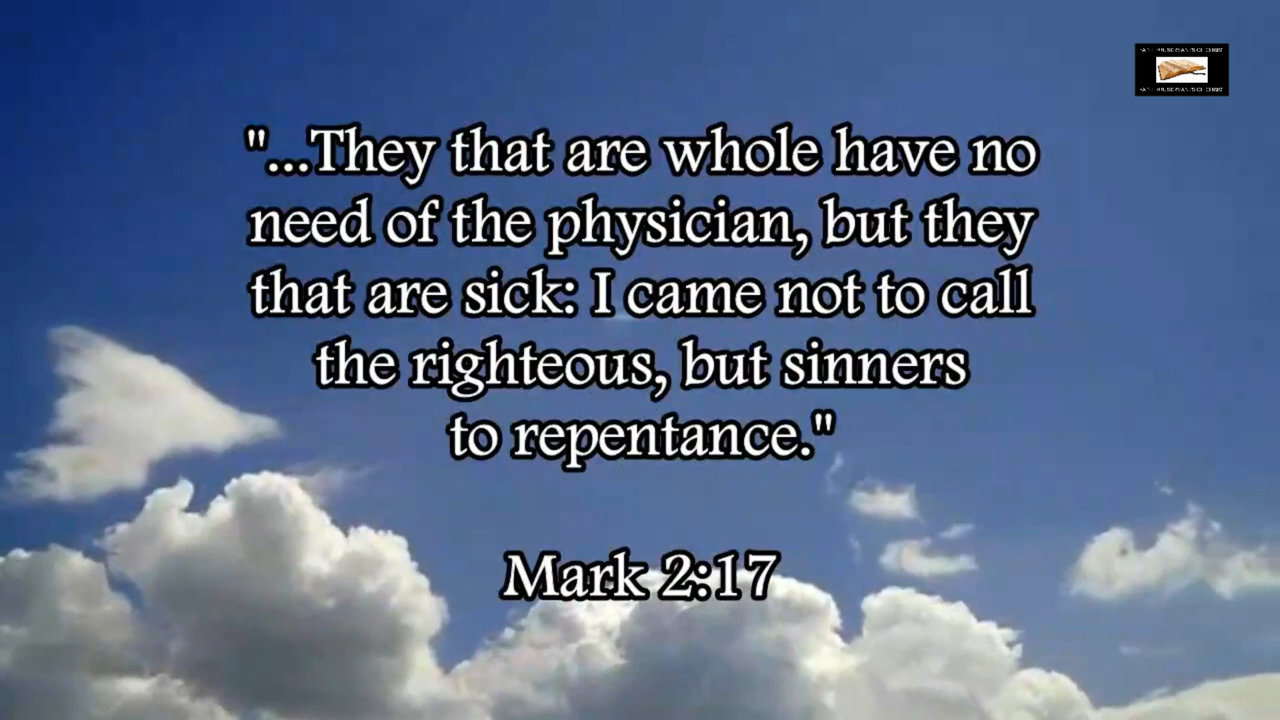 "...They that are whole have no
need of the physician, but they
that are sick: I came not to call
the righteous, but sinners
to repentance."
Mark 2:17